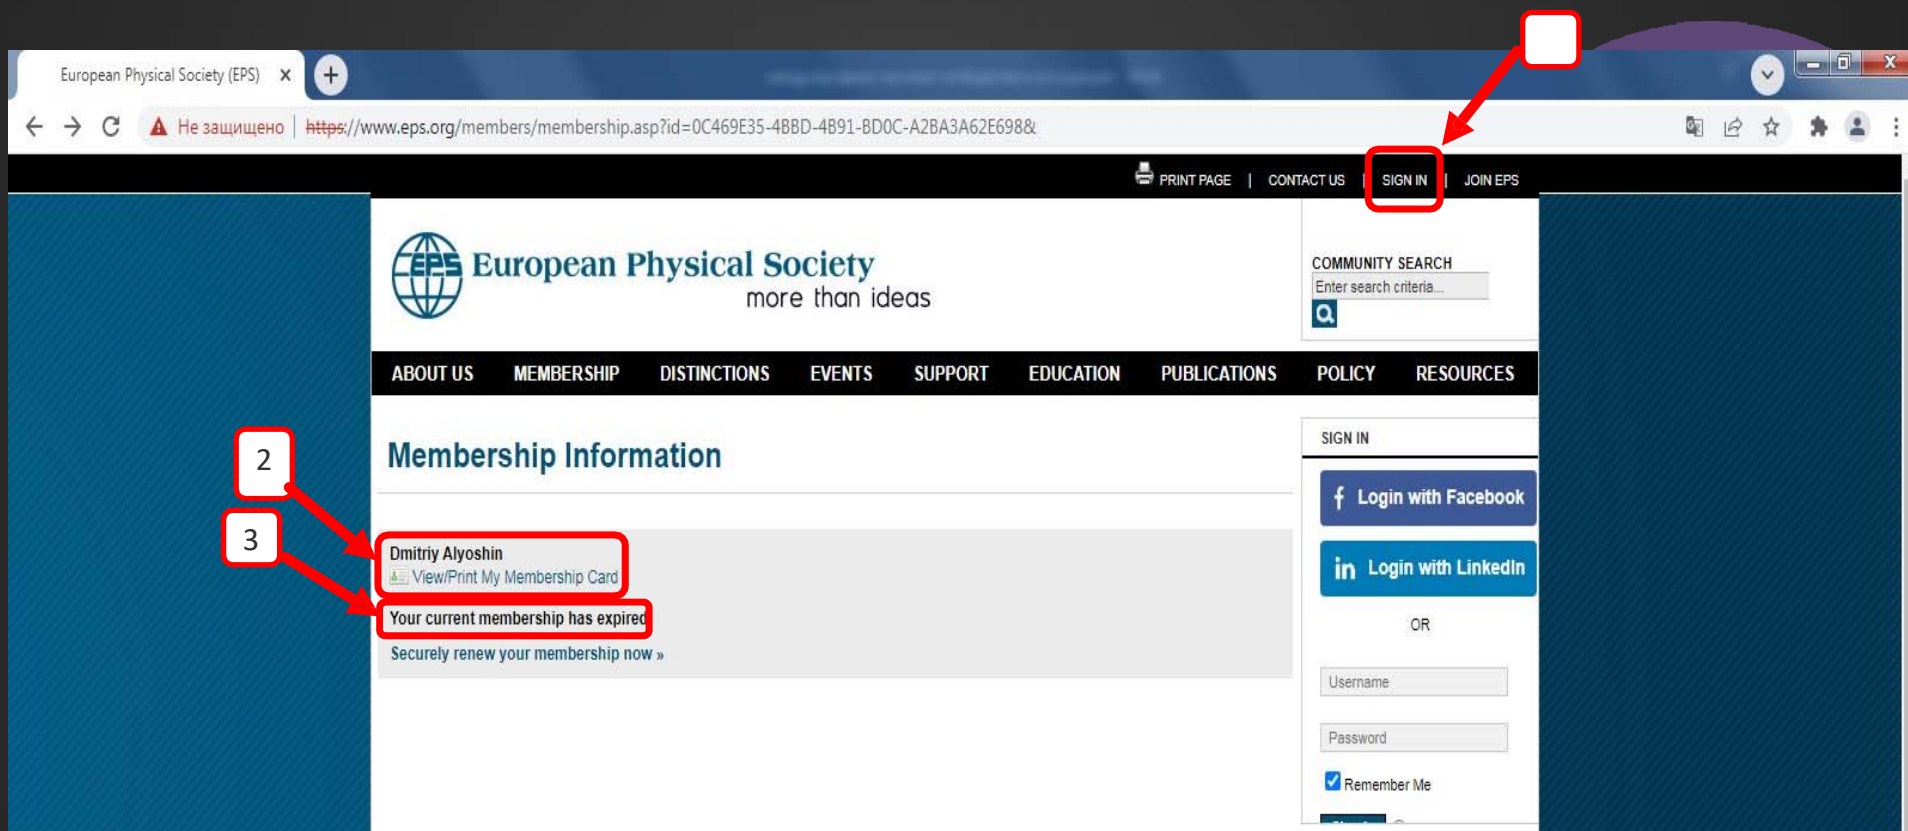 European Physical Society (EPS)
Не защищено | https://www.eps.org/members/membership.asp?id=0C469E35-4BBD-4B91-BD0C-A2BA3A62E698&
PRINT PAGE | CONTACT US | SIGN IN | JOIN EPS
EPS European Physical Society
more than ideas
COMMUNITY SEARCH
Enter search criteria...
ABOUT US MEMBERSHIP DISTINCTIONS EVENTS SUPPORT EDUCATION PUBLICATIONS POLICY RESOURCES
Membership Information
2
3
Dmitriy Alyoshin
View/Print My Membership Card
Your current membership has expired
Securely renew your membership now »
SIGN IN
f Login with Facebook
in Login with LinkedIn
OR
Username
Password
Remember Me